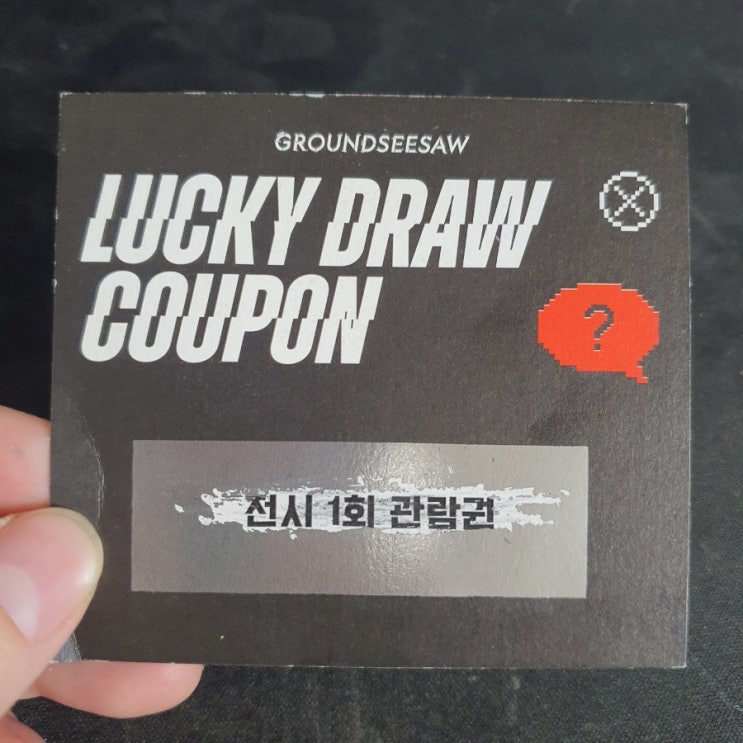 GROUNDSEESAW
LUCKY DRAW
COUPON
?
전시 1회 관람권